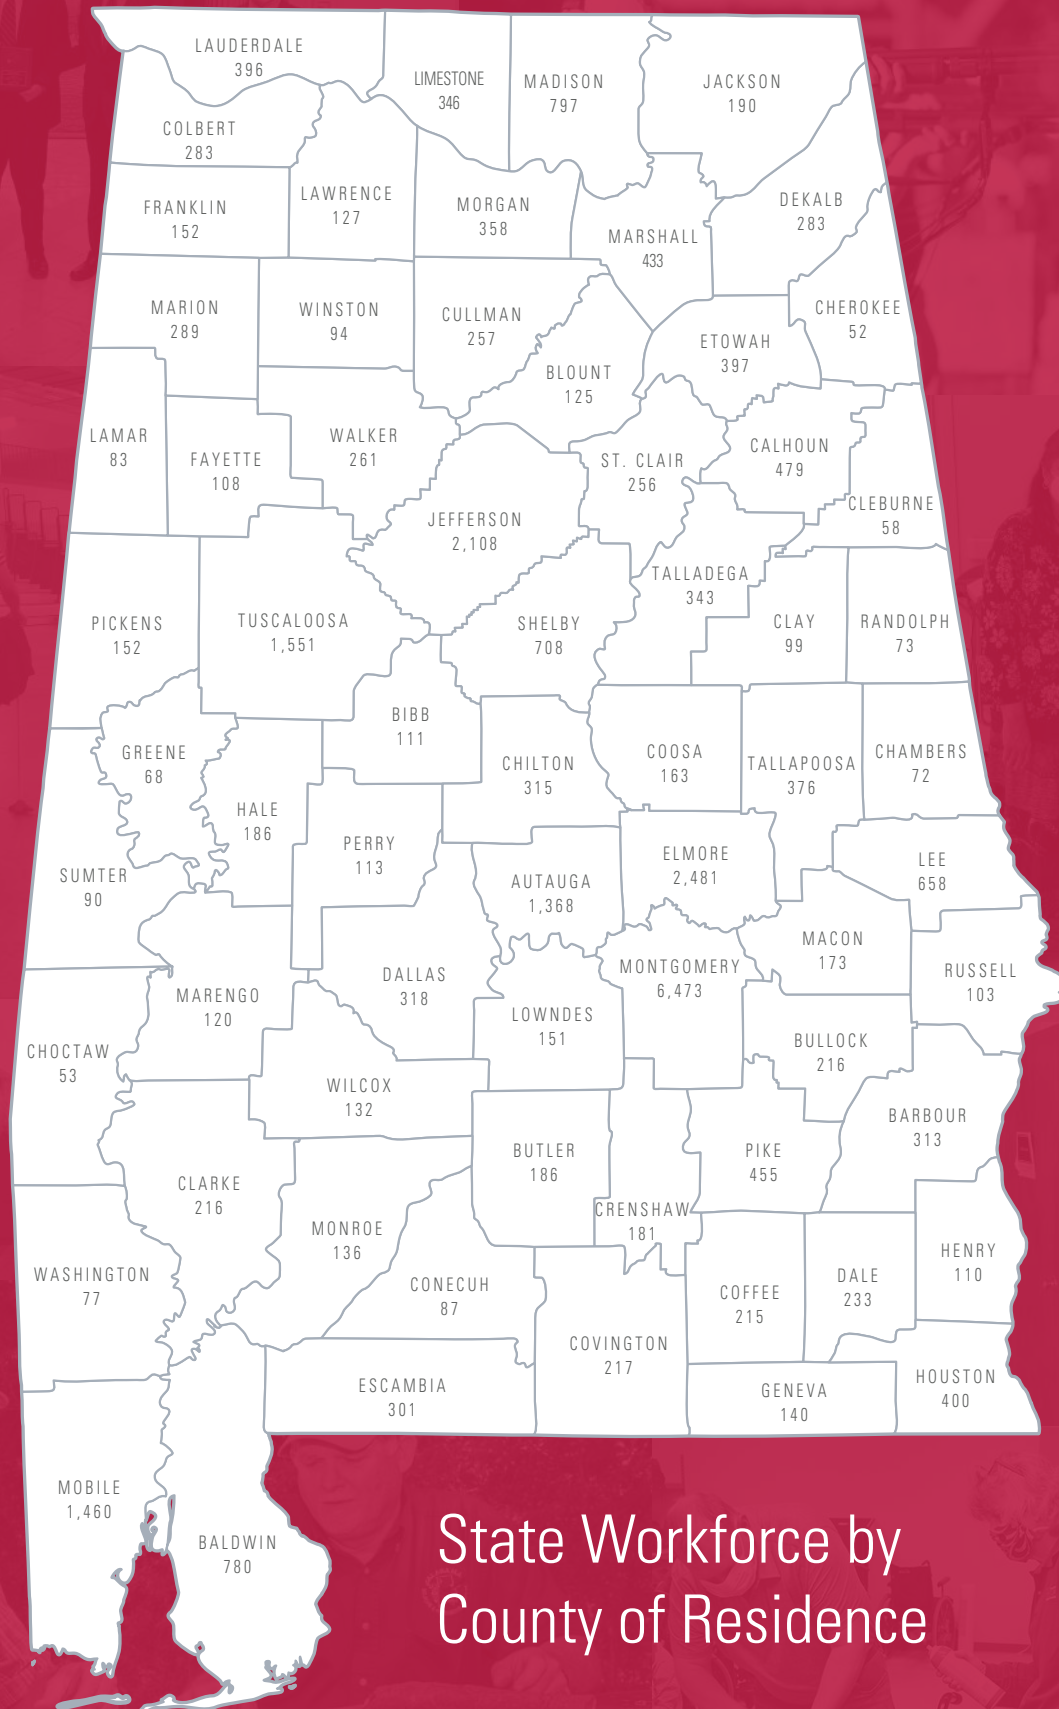 LAUDERDALE
396
LIMESTONE
346
MADISON
797
JACKSON
190
COLBERT
283
FRANKLIN
152
LAWRENCE
127
MORGAN
358
MARSHALL
433
DEKALB
283
MARION
289
WINSTON
94
CULLMAN
257
BLOUNT
125
ETOWAH
397
CHEROKEE
52
LAMAR
83
FAYETTE
108
WALKER
261
ST. CLAIR
256
CALHOUN
479
CLEBURNE
58
JEFFERSON
2,108
TALLADEGA
343
PICKENS
152
TUSCALOOSA
1,551
SHELBY
708
CLAY
99
RANDOLPH
73
BIBB
111
GREENE
68
HALE
186
CHILTON
315
COOSA
163
TALLAPOOSA
376
CHAMBERS
72
PERRY
113
SUMTER
90
AUTAUGA
1,368
ELMORE
2,481
LEE
658
MACON
173
RUSSELL
103
MARENGO
120
DALLAS
318
LOWNDES
151
MONTGOMERY
6,473
BULLOCK
216
CHOCTAW
53
WILCOX
132
BARBOUR
313
CLARKE
216
BUTLER
186
PIKE
455
CRENSHAW
181
MONROE
136
WASHINGTON
77
CONECUH
87
COFFEE
215
DALE
233
HENRY
110
COVINGTON
217
ESCAMBIA
301
GENEVA
140
HOUSTON
400
MOBILE
1,460
BALDWIN
780
State Workforce by
County of Residence